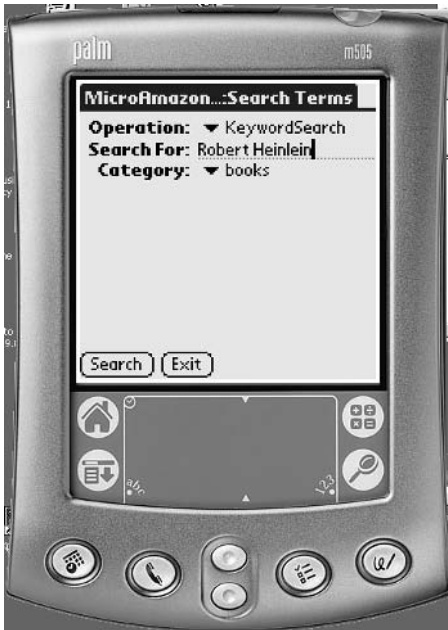 palm
m505
MicroAmazon...:Search Terms
Operation: KeywordSearch
Search For: Robert Heinlein
Category: books
Search Exit
abc
123